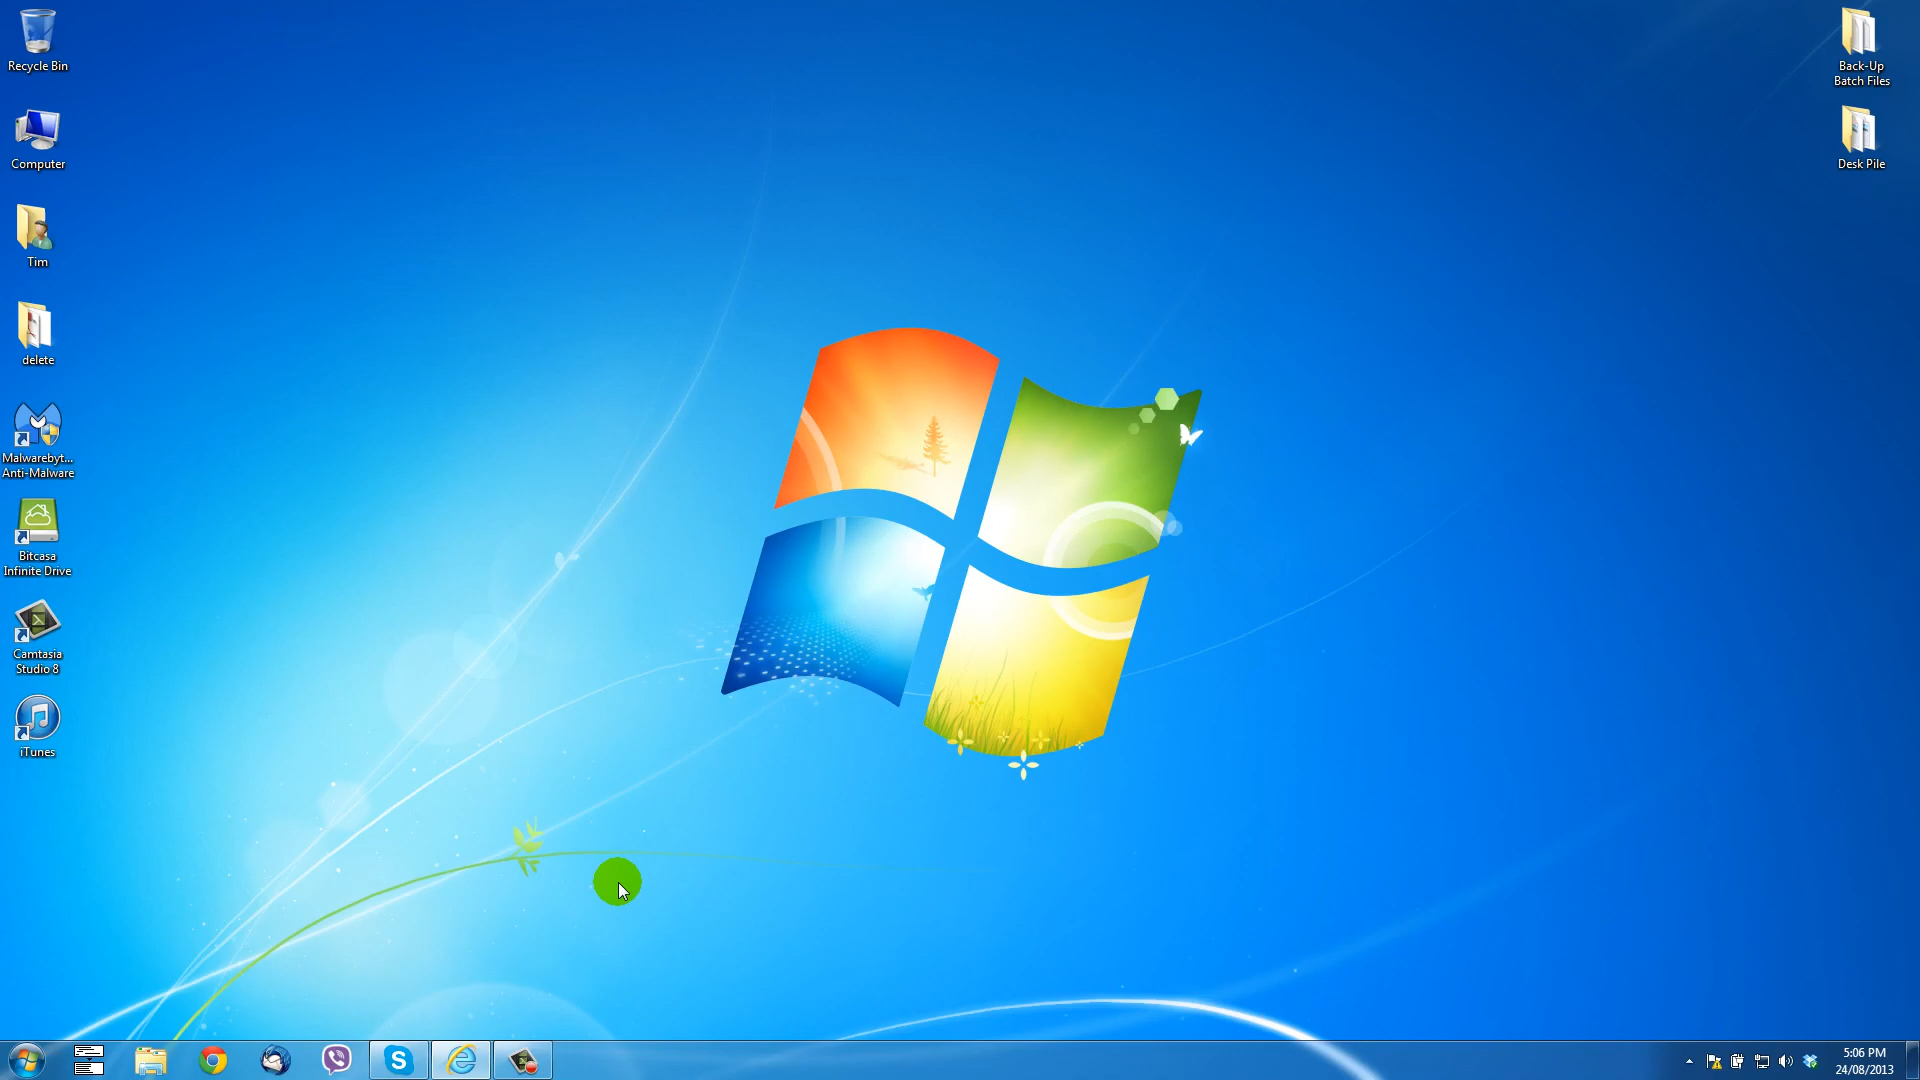 Recycle Bin
Computer
Tim
delete
Malwarebyt...
Anti-Malware
Bitcasa
Infinite Drive
Camtasia
Studio 8
iTunes
Back-Up
Batch Files
Desk Pile
5:06 PM
24/08/2013